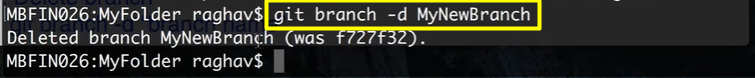 MBFIN026:MyFolder raghav$ git branch -d MyNewBranch
Deleted branch MyNewBranch (was f727f32).
MBFIN026:MyFolder raghav$